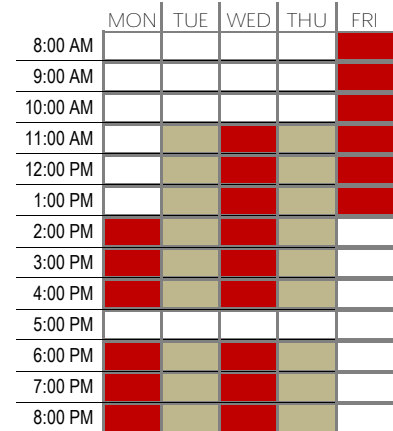 MON TUE WED THU FRI
8:00 AM
9:00 AM
10:00 AM
11:00 AM
12:00 PM
1:00 PM
2:00 PM
3:00 PM
4:00 PM
5:00 PM
6:00 PM
7:00 PM
8:00 PM